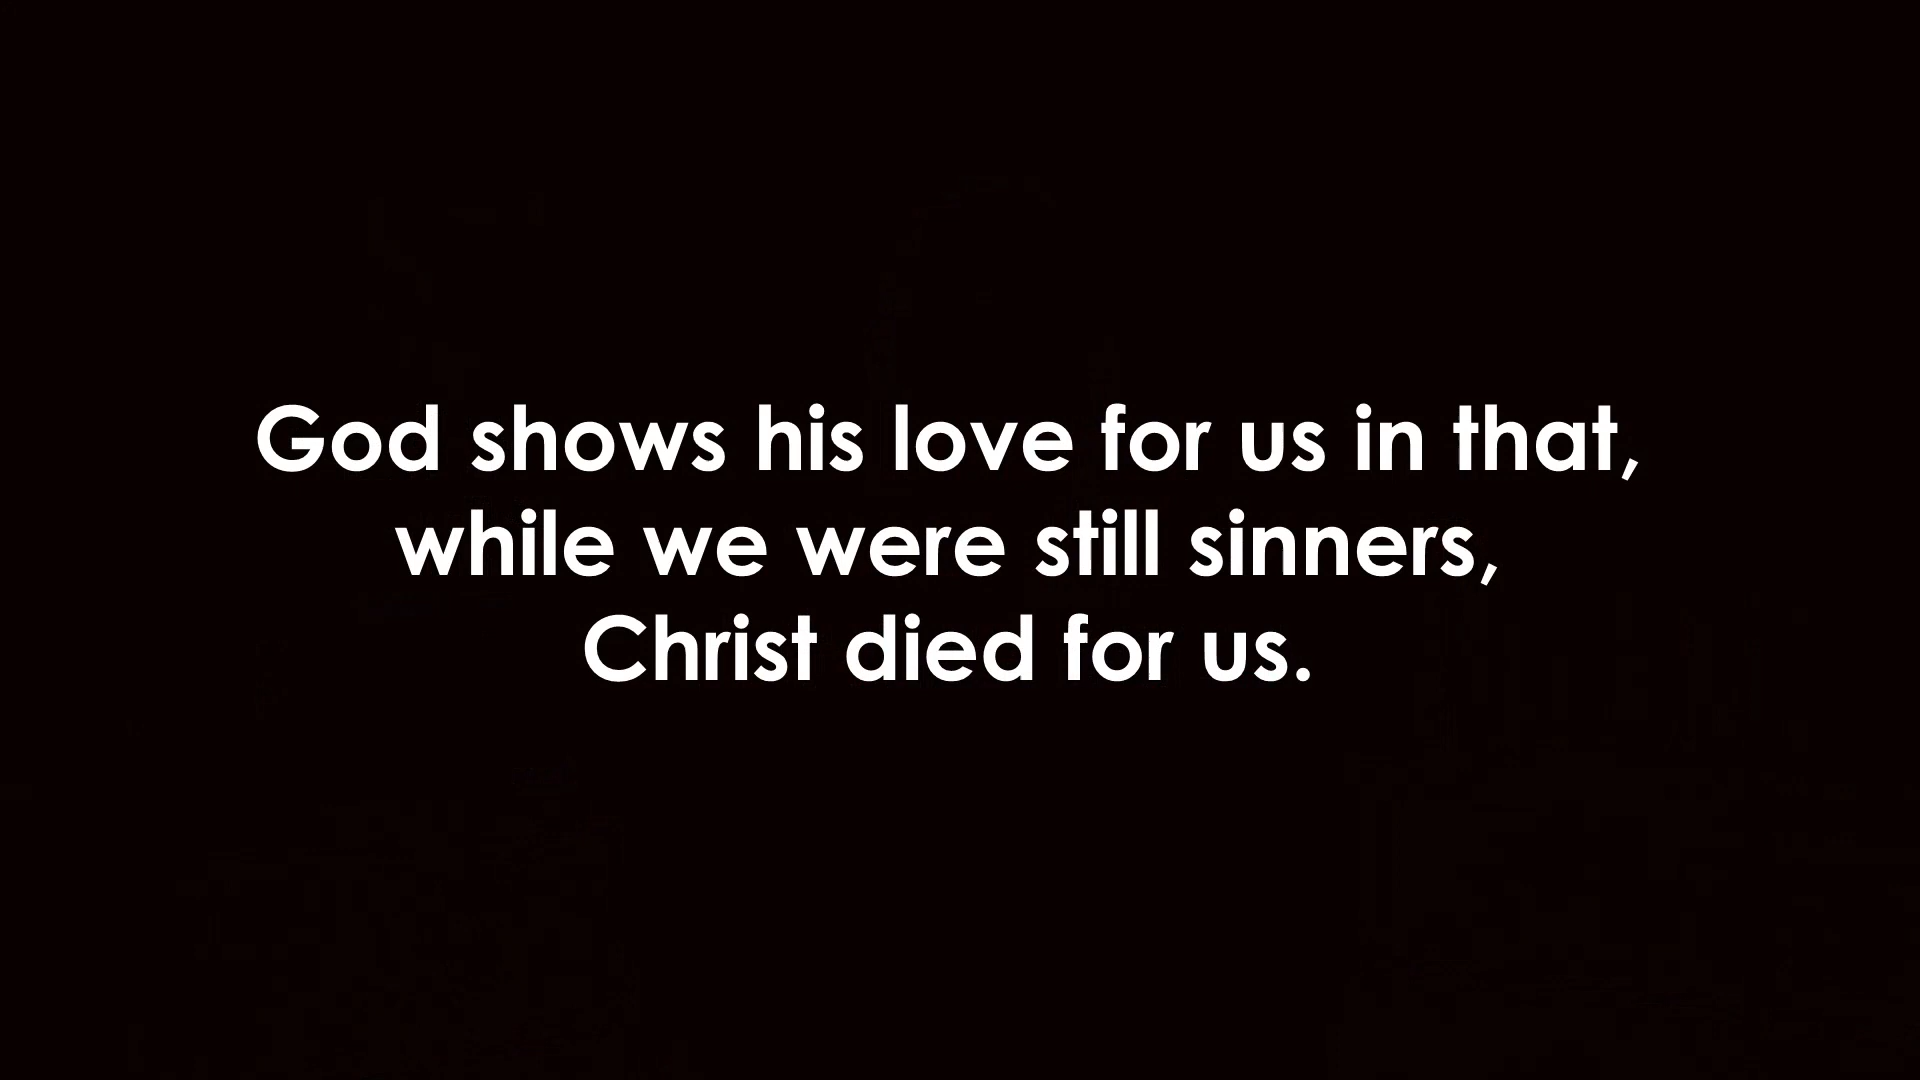 God shows his love for us in that,
while we were still sinners,
Christ died for us.